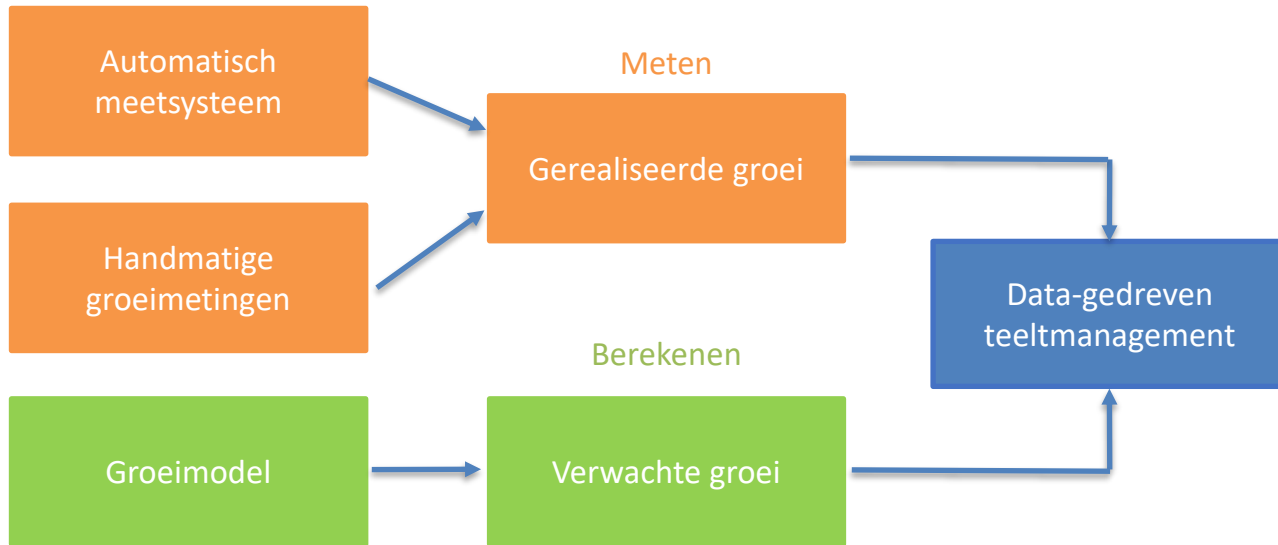 Automatisch
meetsysteem
Meten
Gerealiseerde groei
Handmatige
groeimetingen
Data-gedreven
teeltmanagement
Berekenen
Groeimodel
Verwachte groei